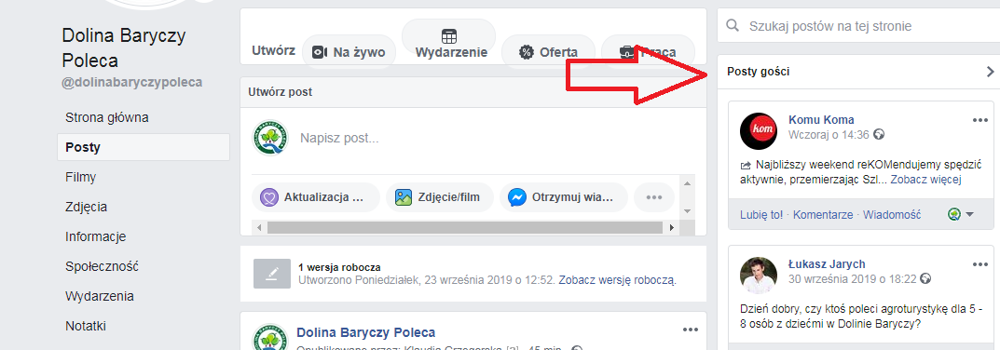 Dolina Baryczy
Poleca
@dolinabaryczypoleca
Strona główna
Posty
Filmy
Zdjęcia
Informacje
Społeczność
Wydarzenia
Notatki
Utwórz
Na żywo
Wydarzenie
Oferta
Praca
Utwórz post
Napisz post...
Aktualizacja ...
Zdjęcie/film
Otrzymuj wia...
1 wersja robocza
Utworzono Poniedziałek, 23 września 2019 o 12:52. Zobacz wersję roboczą.
Dolina Baryczy Poleca
Opublikowane przez: Klaudia Grzegorska [?] · 45 min ·
Szukaj postów na tej stronie
Posty gości
kom
Komu Koma
Wczoraj o 14:36
Najbliższy weekend reKOMendujemy spędzić
aktywnie, przemierzając Szl... Zobacz więcej
Lubię to! · Komentarze · Wiadomość
Łukasz Jarych
30 września 2019 o 18:22
Dzień dobry, czy ktoś poleci agroturystykę dla 5 -
8 osób z dziećmi w Dolinie Baryczy?